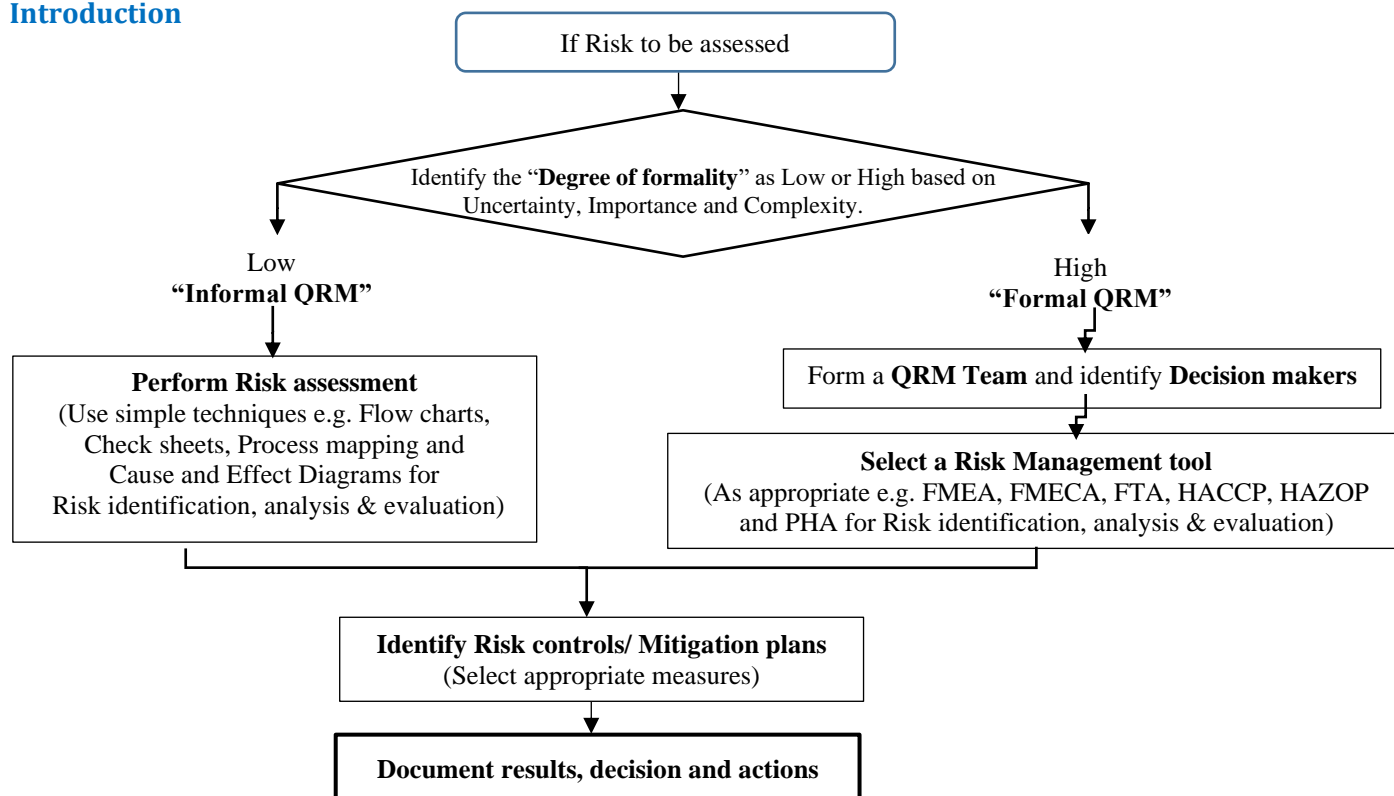 Introduction
If Risk to be assessed
Identify the “Degree of formality” as Low or High based on
Uncertainty, Importance and Complexity.
Low
“Informal QRM”
High
“Formal QRM”
Perform Risk assessment
(Use simple techniques e.g. Flow charts,
Check sheets, Process mapping and
Cause and Effect Diagrams for
Risk identification, analysis & evaluation)
Form a QRM Team and identify Decision makers
Select a Risk Management tool
(As appropriate e.g. FMEA, FMECA, FTA, HACCP, HAZOP
and PHA for Risk identification, analysis & evaluation)
Identify Risk controls/ Mitigation plans
(Select appropriate measures)
Document results, decision and actions